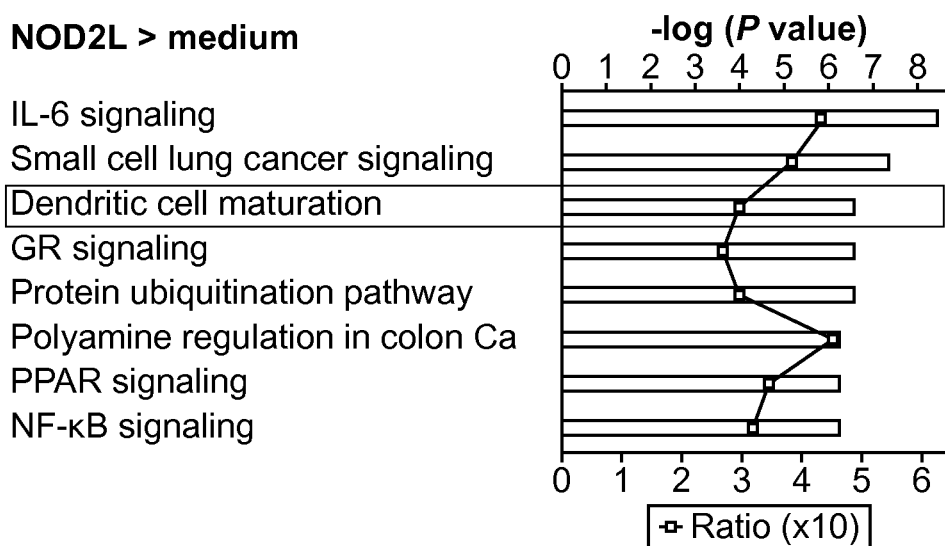 NOD2L > medium
-log (P value)
0 1 2 3 4 5 6 7 8
IL-6 signaling
Small cell lung cancer signaling
Dendritic cell maturation
GR signaling
Protein ubiquitination pathway
Polyamine regulation in colon Ca
PPAR signaling
NF-κB signaling
0 1 2 3 4 5 6
Ratio (x10)